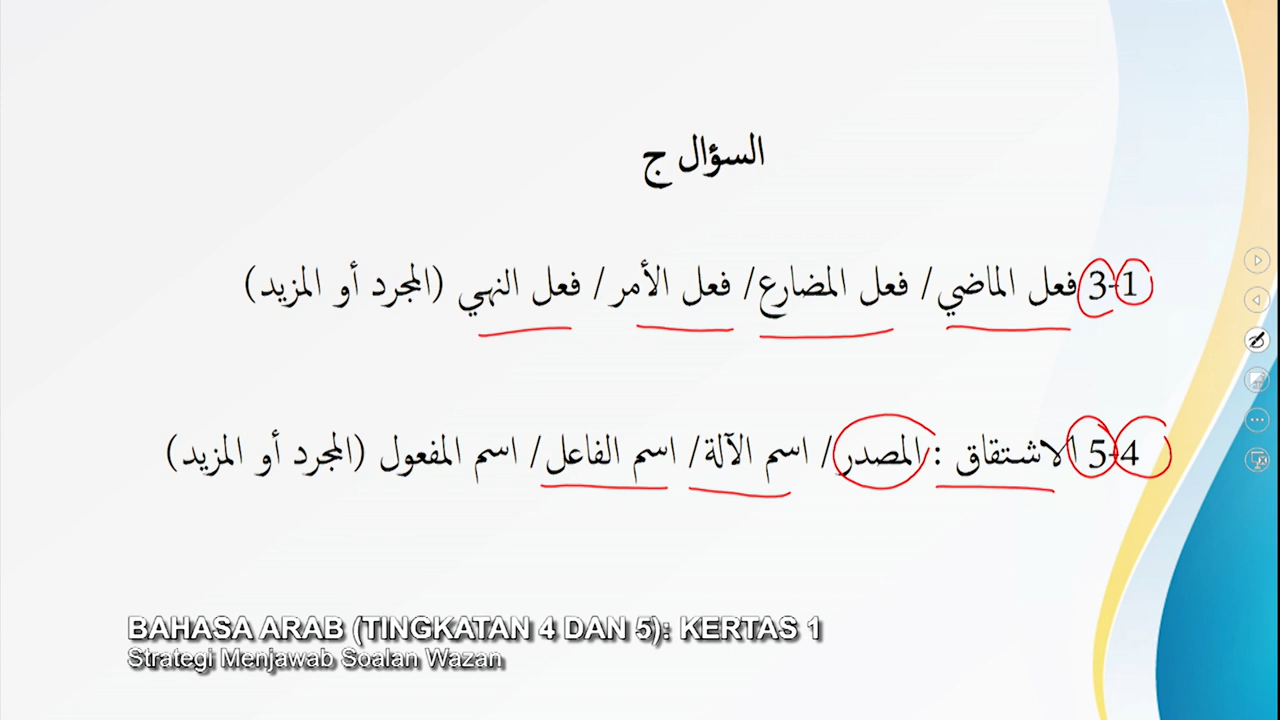 السؤال ج
3-1 فعل الماضي / فعل المضارع / فعل الأمر / فعل النهي (المجرد أو المزيد)
5-4 الاشتقاق : المصدر / اسم الآلة / اسم الفاعل / اسم المفعول (المجرد أو المزيد)
BAHASA ARAB (TINGKATAN 4 DAN 5): KERTAS 1
Strategi Menjawab Soalan Wazan